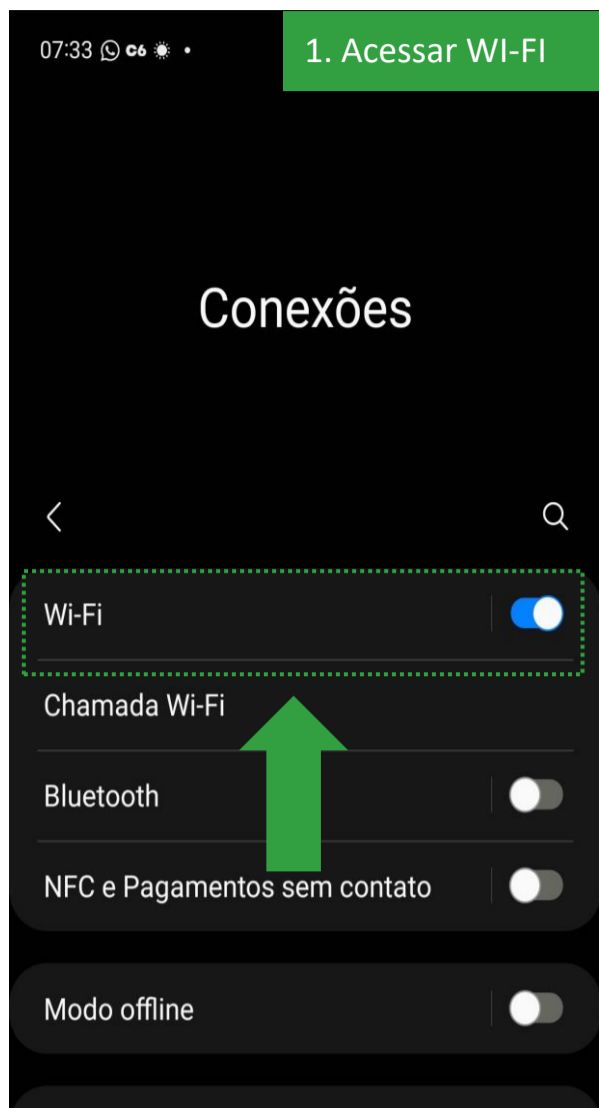 07:33 C6
1. Acessar WI-FI
Conexões
Wi-Fi
Chamada Wi-Fi
Bluetooth
NFC e Pagamentos sem contato
Modo offline